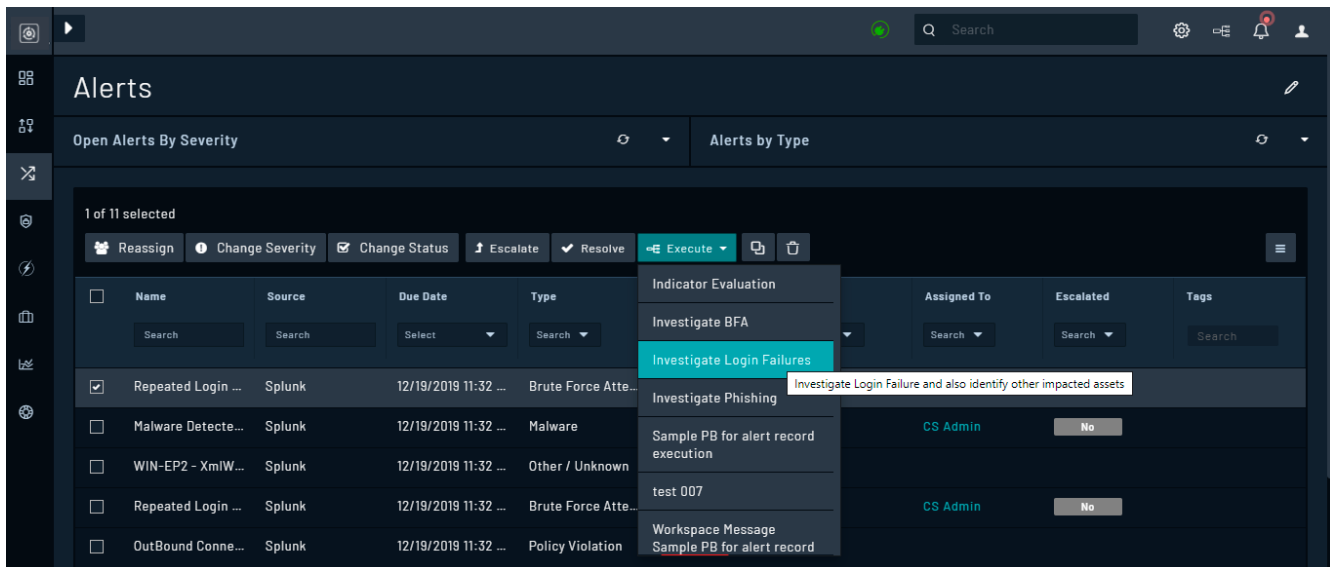 Search
Alerts
Open Alerts By Severity
Alerts by Type
1 of 11 selected
Reassign
Change Severity
Change Status
Escalate
Resolve
Execute
Name
Source
Due Date
Type
Assigned To
Escalated
Tags
Search
Search
Select
Search
Search
Search
Search
Indicator Evaluation
Investigate BFA
Investigate Login Failures
Investigate Login Failure and also identify other impacted assets
Investigate Phishing
Sample PB for alert record
execution
test 007
Workspace Message
Sample PB for alert record
Repeated Login ... Splunk 12/19/2019 11:32 ... Brute Force Atte...
Malware Detecte... Splunk 12/19/2019 11:32 ... Malware CS Admin No
WIN-EP2 - XmlW... Splunk 12/19/2019 11:32 ... Other / Unknown
Repeated Login ... Splunk 12/19/2019 11:32 ... Brute Force Atte... CS Admin No
OutBound Conne... Splunk 12/19/2019 11:32 ... Policy Violation